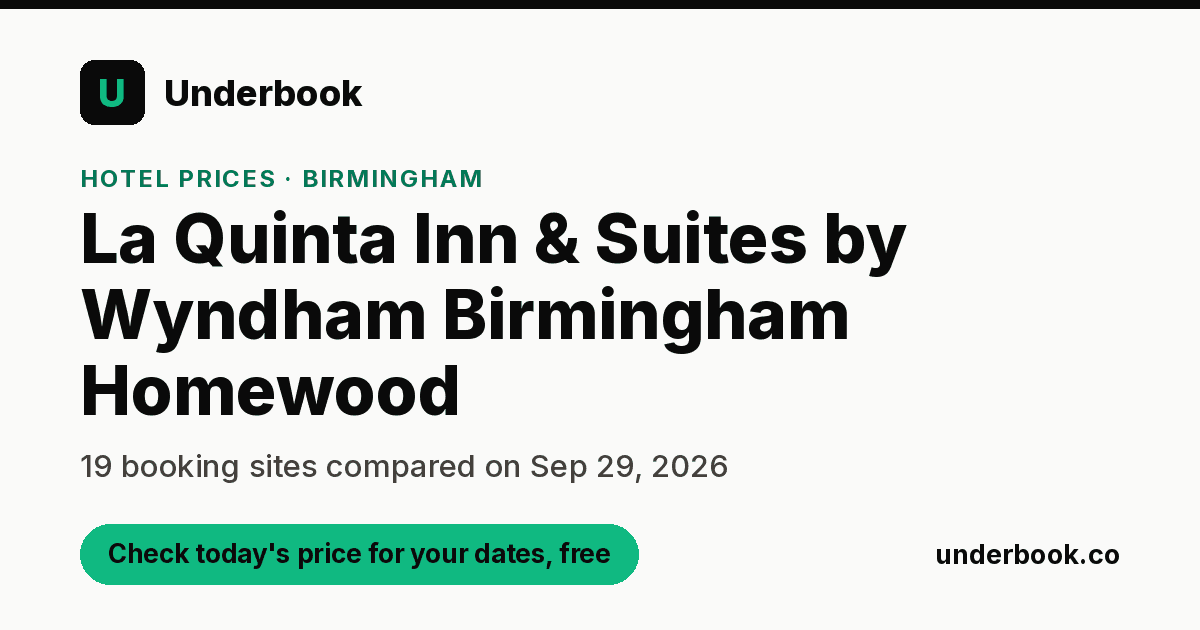 U Underbook
HOTEL PRICES · BIRMINGHAM
La Quinta Inn & Suites by
Wyndham Birmingham
Homewood
19 booking sites compared on Sep 29, 2026
Check today's price for your dates, free
underbook.co